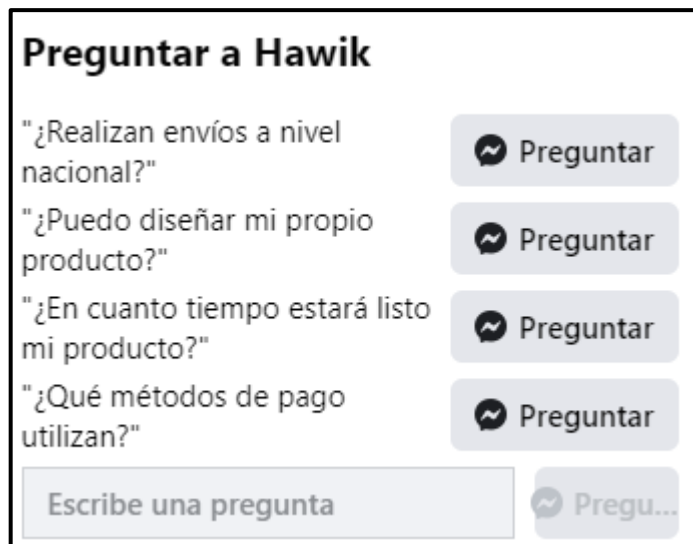 Preguntar a Hawik
"¿Realizan envíos a nivel
nacional?"
Preguntar
"¿Puedo diseñar mi propio
producto?"
Preguntar
"¿En cuanto tiempo estará listo
mi producto?"
Preguntar
"¿Qué métodos de pago
utilizan?"
Preguntar
Escribe una pregunta
Pregu...